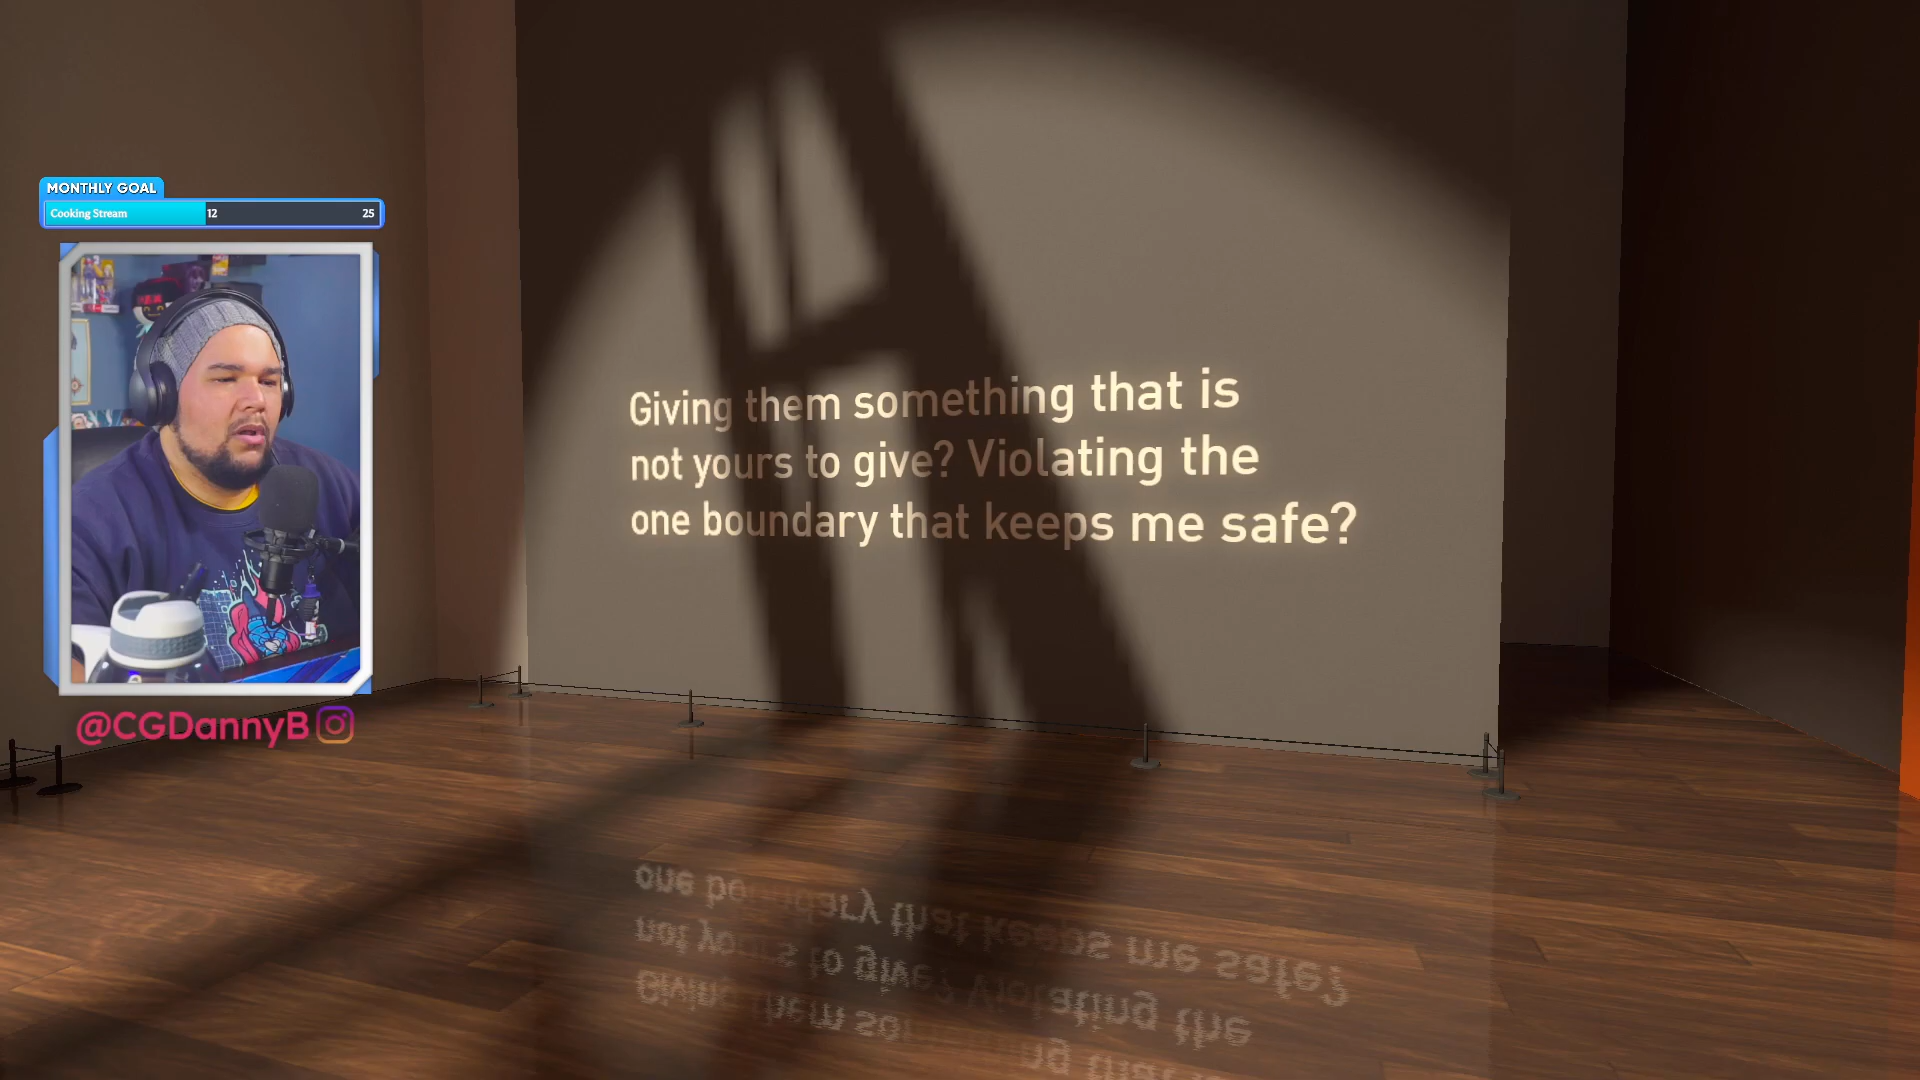 MONTHLY GOAL
Cooking Stream 12 25
Giving them something that is
not yours to give? Violating the
one boundary that keeps me safe?
@CGDannyB